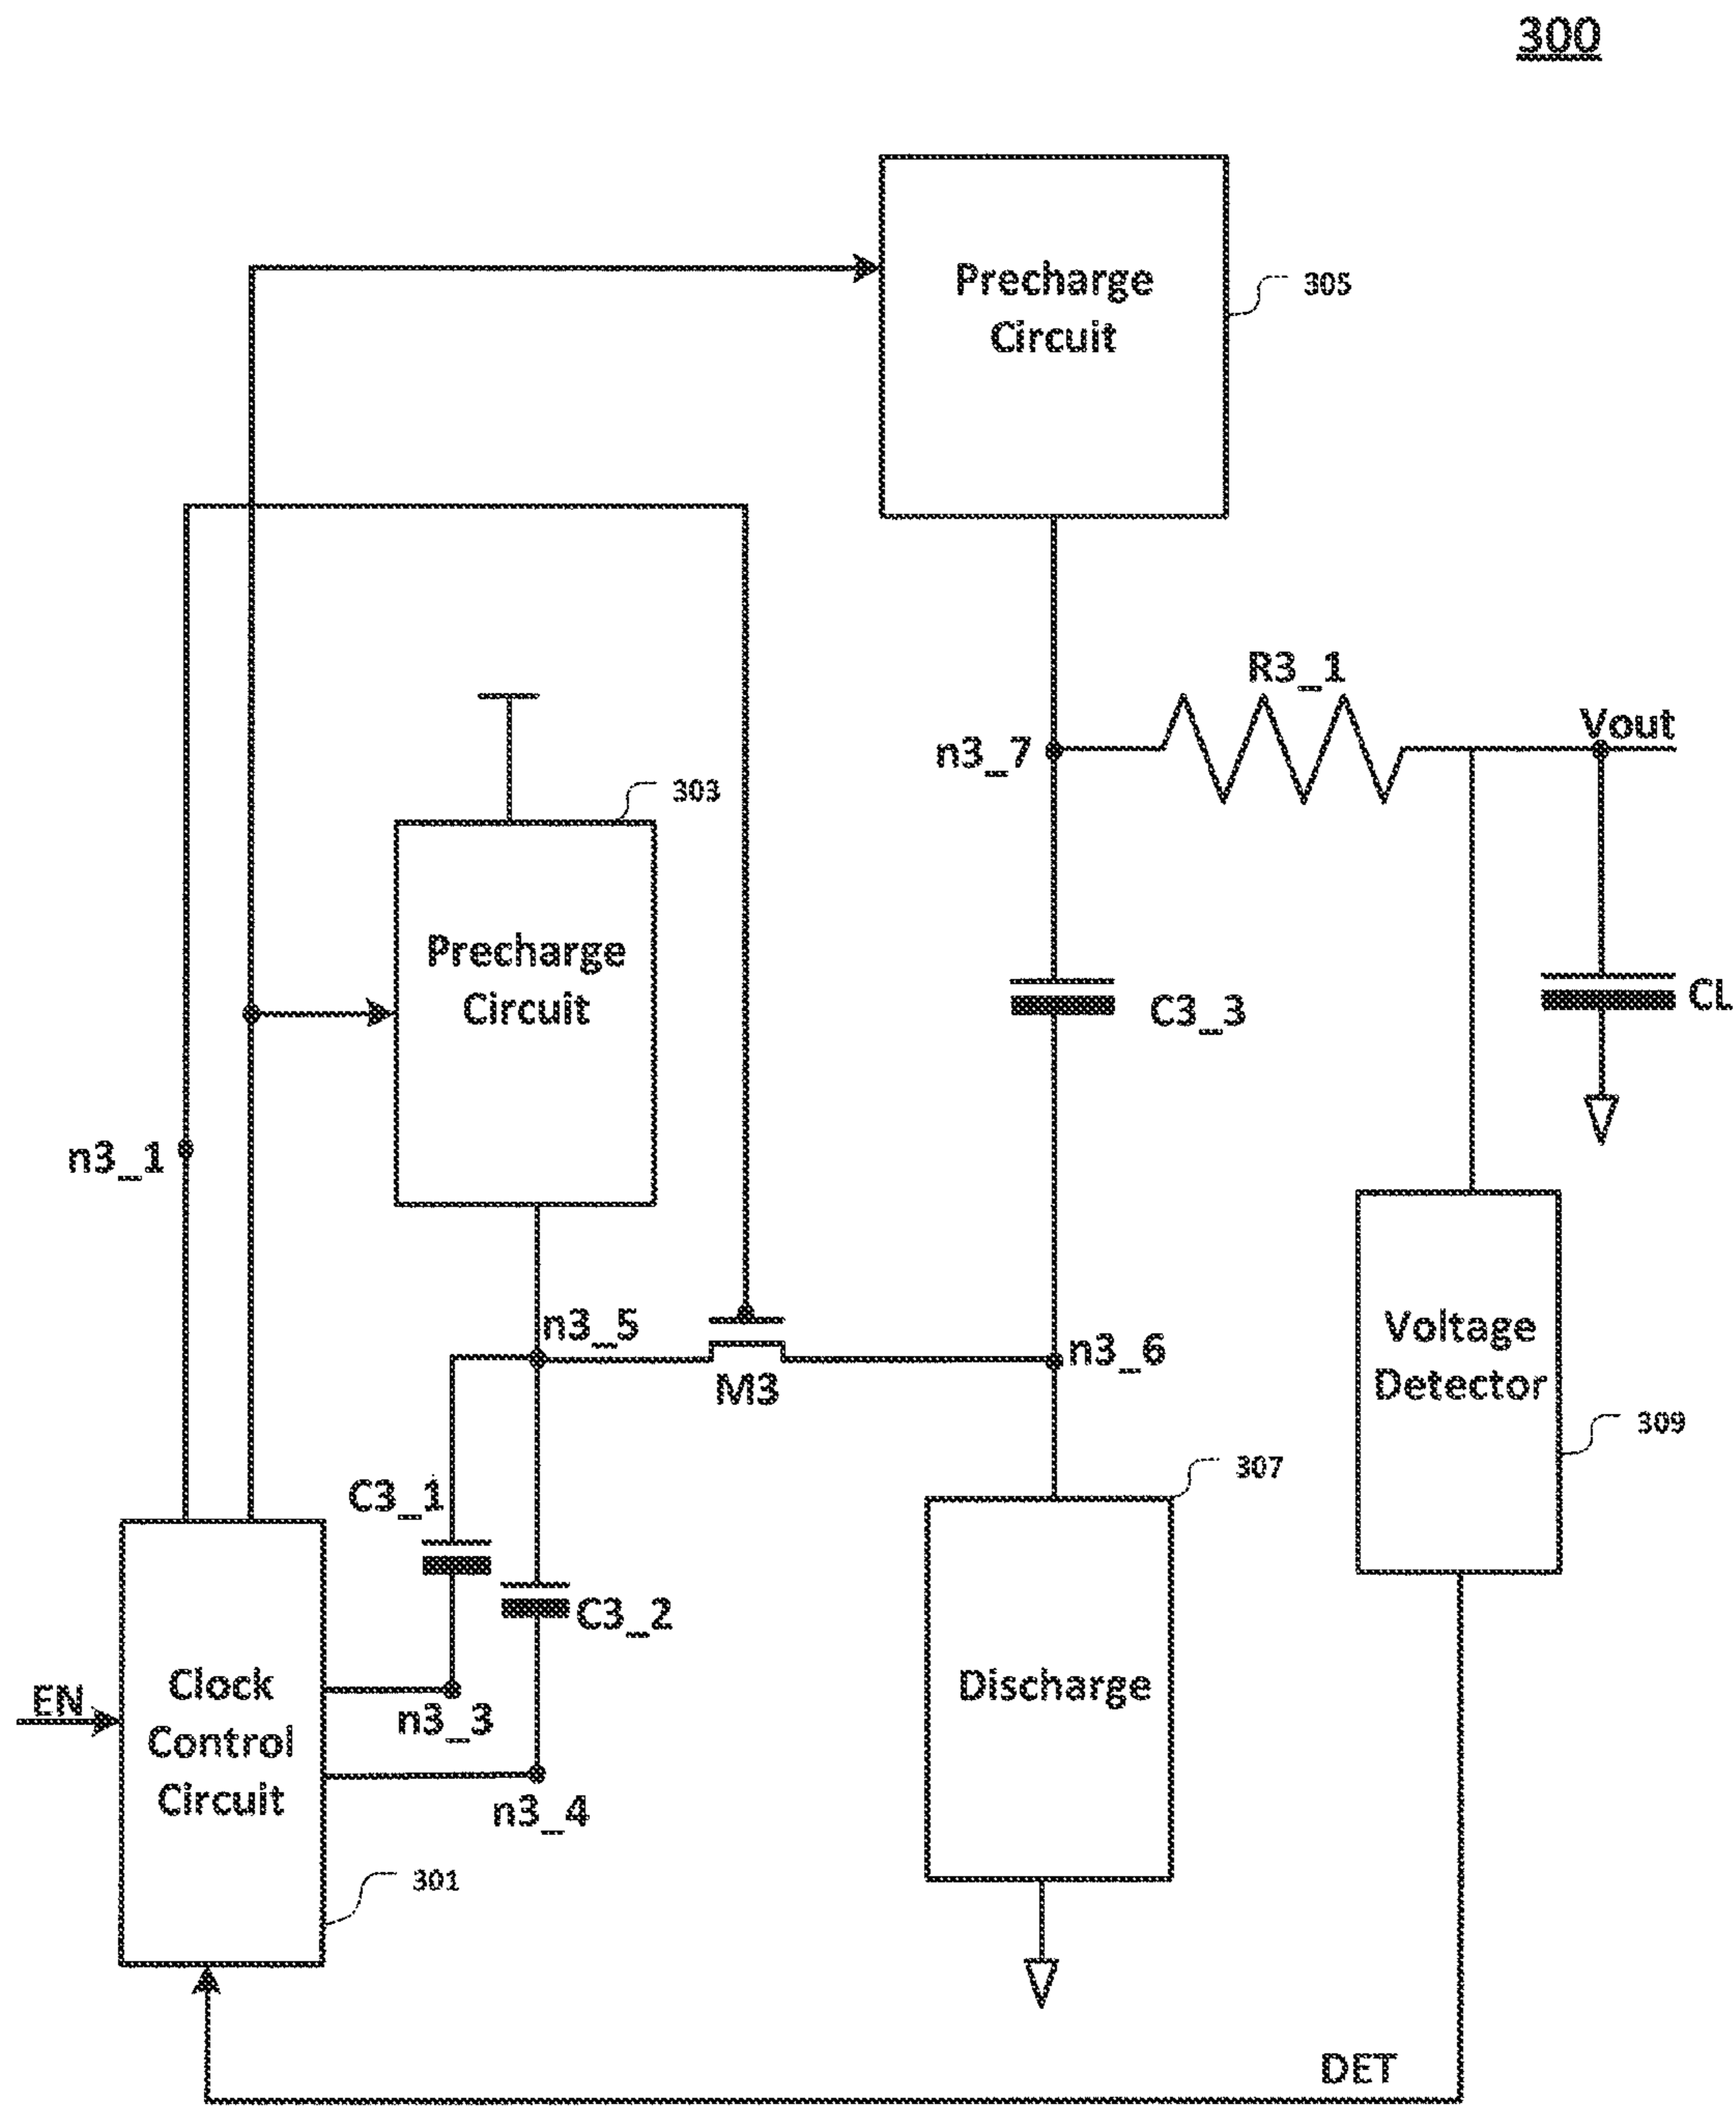 300
Precharge
Circuit
305
R3_1
Vout
n3_7
303
Precharge
Circuit
C3_3
CL
n3_1
n3_5
M3
n3_6
Voltage
Detector
309
307
C3_1
C3_2
EN
Clock
Control
Circuit
n3_3
n3_4
Discharge
301
DET